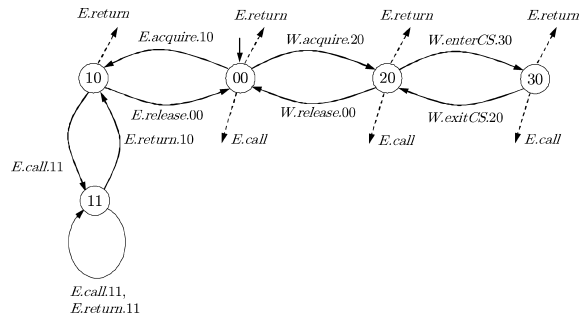 E.return
E.return
E.return
E.return
E.acquire.10
W.acquire.20
W.enterCS.30
10
00
20
30
E.release.00
W.release.00
W.exitCS.20
E.call
E.call
E.call
E.return.10
E.call.11
11
E.call.11,
E.return.11